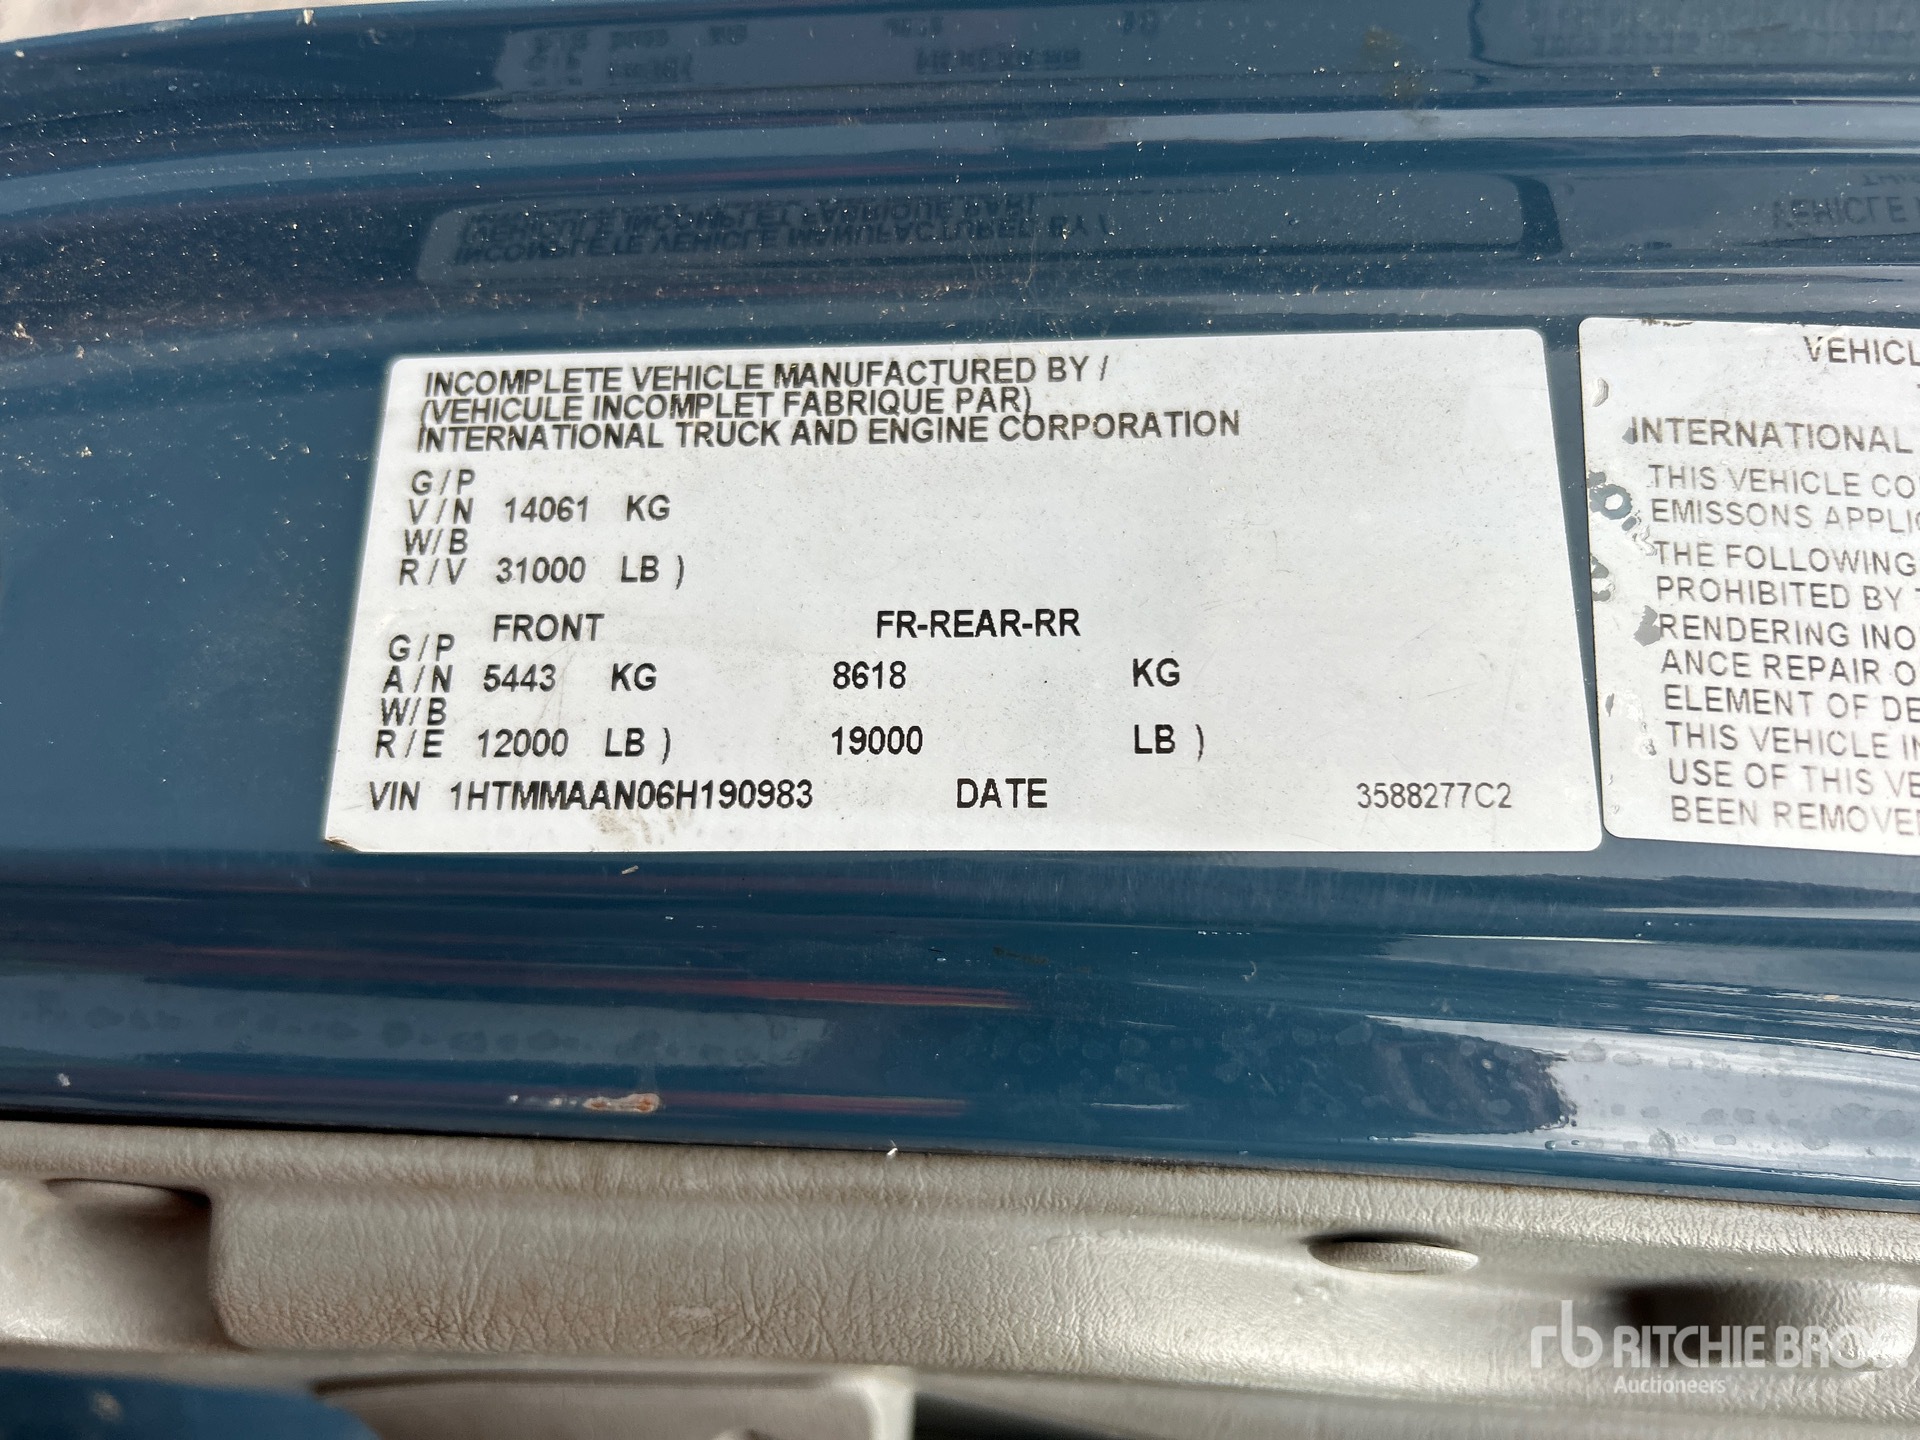 INCOMPLETE VEHICLE MANUFACTURED BY /
(VEHICULE INCOMPLET FABRIQUE PAR)
INTERNATIONAL TRUCK AND ENGINE CORPORATION
G/P
V/N 14061 KG
W/B
R/V 31000 LB )
FRONT FR-REAR-RR
G/P
A/N 5443 KG 8618 KG
W/B
R/E 12000 LB ) 19000 LB )
VIN 1HTMMAAN06H190983 DATE 3588277C2
VEHICL
INTERNATIONAL
THIS VEHICLE CO
EMISSONS APPLI
THE FOLLOWING
PROHIBITED BY
RENDERING INO
ANCE REPAIR O
ELEMENT OF DE
THIS VEHICLE
USE OF THIS VE
BEEN REMOVE
rb RITCHIE BROS
Auctioneers